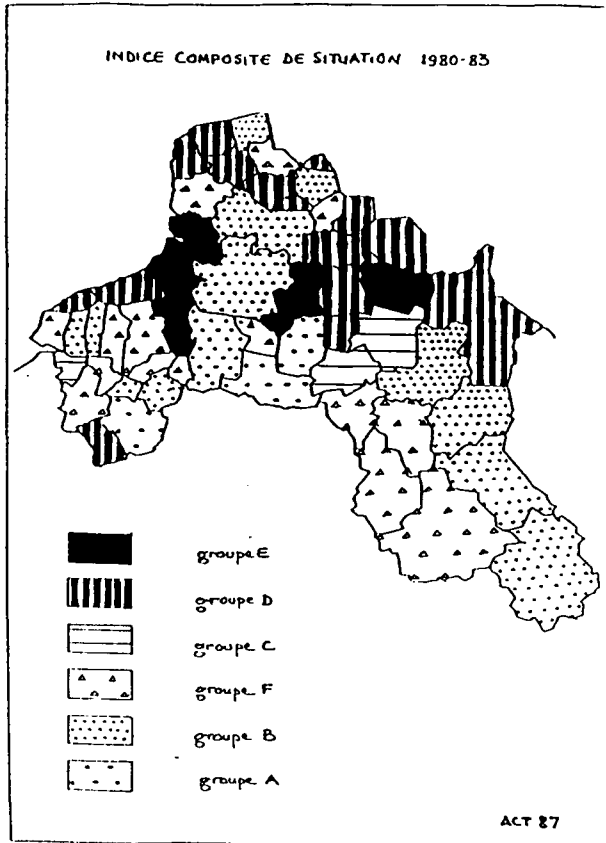 INDICE COMPOSITE DE SITUATION 1980-83
groupe E
groupe D
groupe C
groupe F
groupe B
groupe A
ACT 87